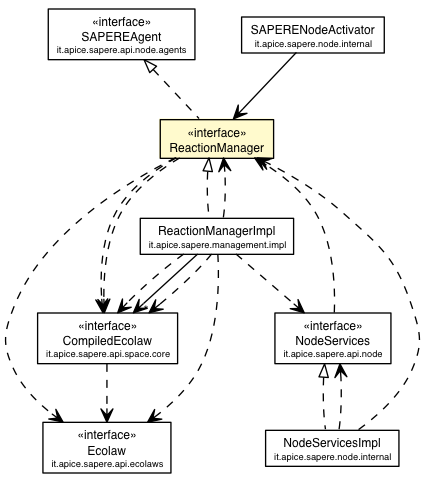 «interface»
SAPEREAgent
it.apice.sapere.api.node.agents
SAPERENodeActivator
it.apice.sapere.node.internal
«interface»
ReactionManager
ReactionManagerImpl
it.apice.sapere.management.impl
«interface»
CompiledEcolaw
it.apice.sapere.api.space.core
«interface»
NodeServices
it.apice.sapere.api.node
«interface»
Ecolaw
it.apice.sapere.api.ecolaws
NodeServicesImpl
it.apice.sapere.node.internal